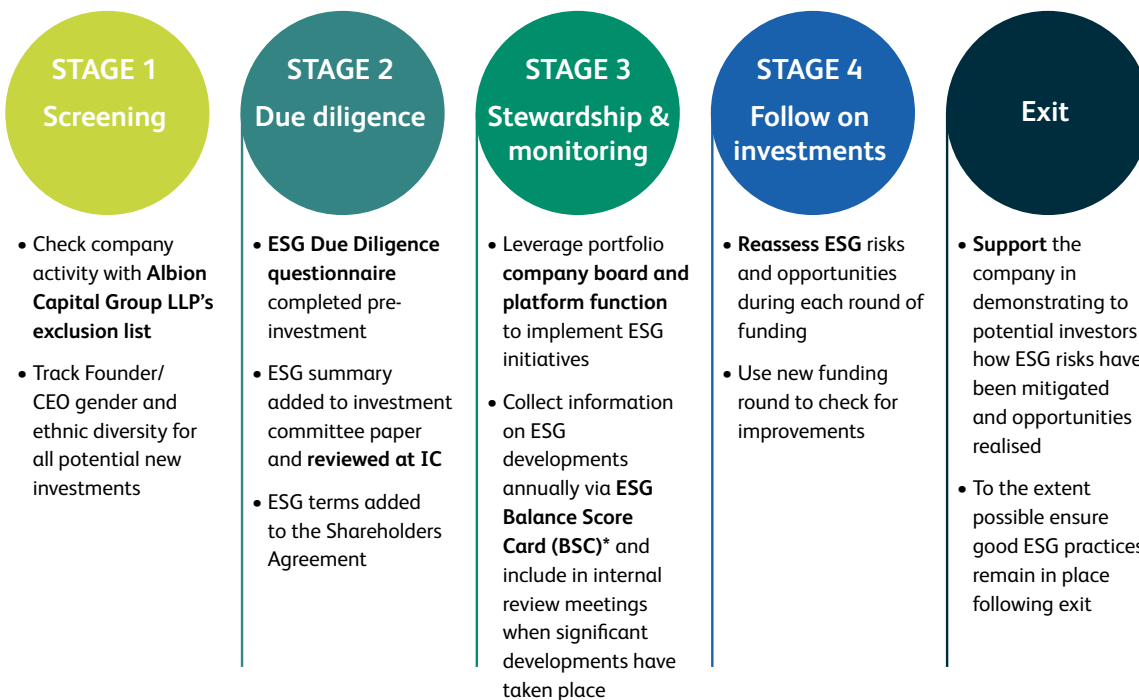 STAGE 1
Screening
• Check company
activity with Albion
Capital Group LLP's
exclusion list
• Track Founder/
CEO gender and
ethnic diversity for
all potential new
investments
STAGE 2
Due diligence
• ESG Due Diligence
questionnaire
completed pre-
investment
• ESG summary
added to investment
committee paper
and reviewed at IC
• ESG terms added
to the Shareholders
Agreement
STAGE 3
Stewardship &
monitoring
• Leverage portfolio
company board and
platform function
to implement ESG
initiatives
• Collect information
on ESG
developments
annually via ESG
Balance Score
Card (BSC)* and
include in internal
review meetings
when significant
developments have
taken place
STAGE 4
Follow on
investments
• Reassess ESG risks
and opportunities
during each round of
funding
• Use new funding
round to check for
improvements
Exit
• Support the
company in
demonstrating to
potential investors
how ESG risks have
been mitigated
and opportunities
realised
• To the extent
possible ensure
good ESG practices
remain in place
following exit